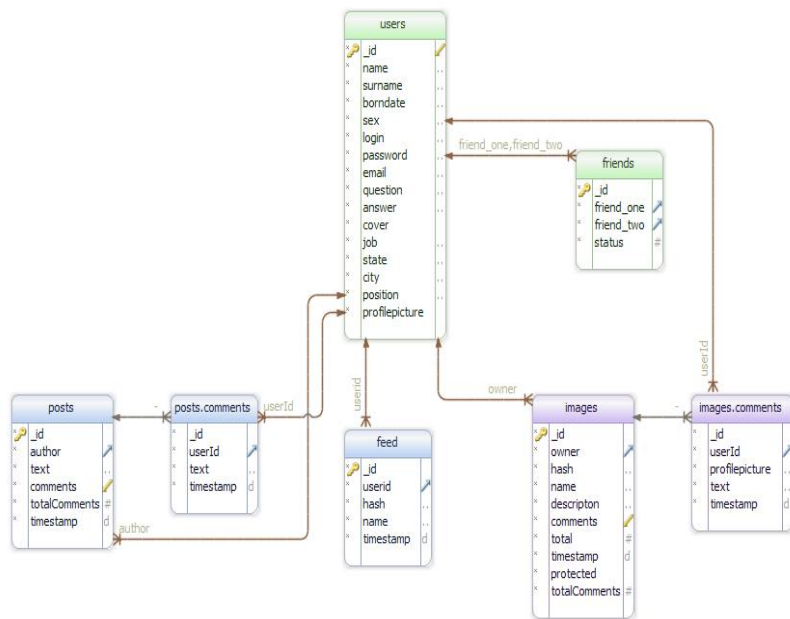 users
_id
name
surname
borndate
sex
login
password
email
question
answer
cover
job
state
city
position
profilepicture
friend_one,friend_two
friends
_id
friend_one
friend_two
status
#
userId
userid
owner
posts
_id
author
text
comments
totalComments #
timestamp d
author
posts.comments
_id
userId
text
timestamp d
userId
feed
_id
userid
hash
name
timestamp d
images
_id
owner
hash
name
descripton
comments
total #
timestamp d
protected
totalComments #
images.comments
_id
userId
profilepicture
text
timestamp d